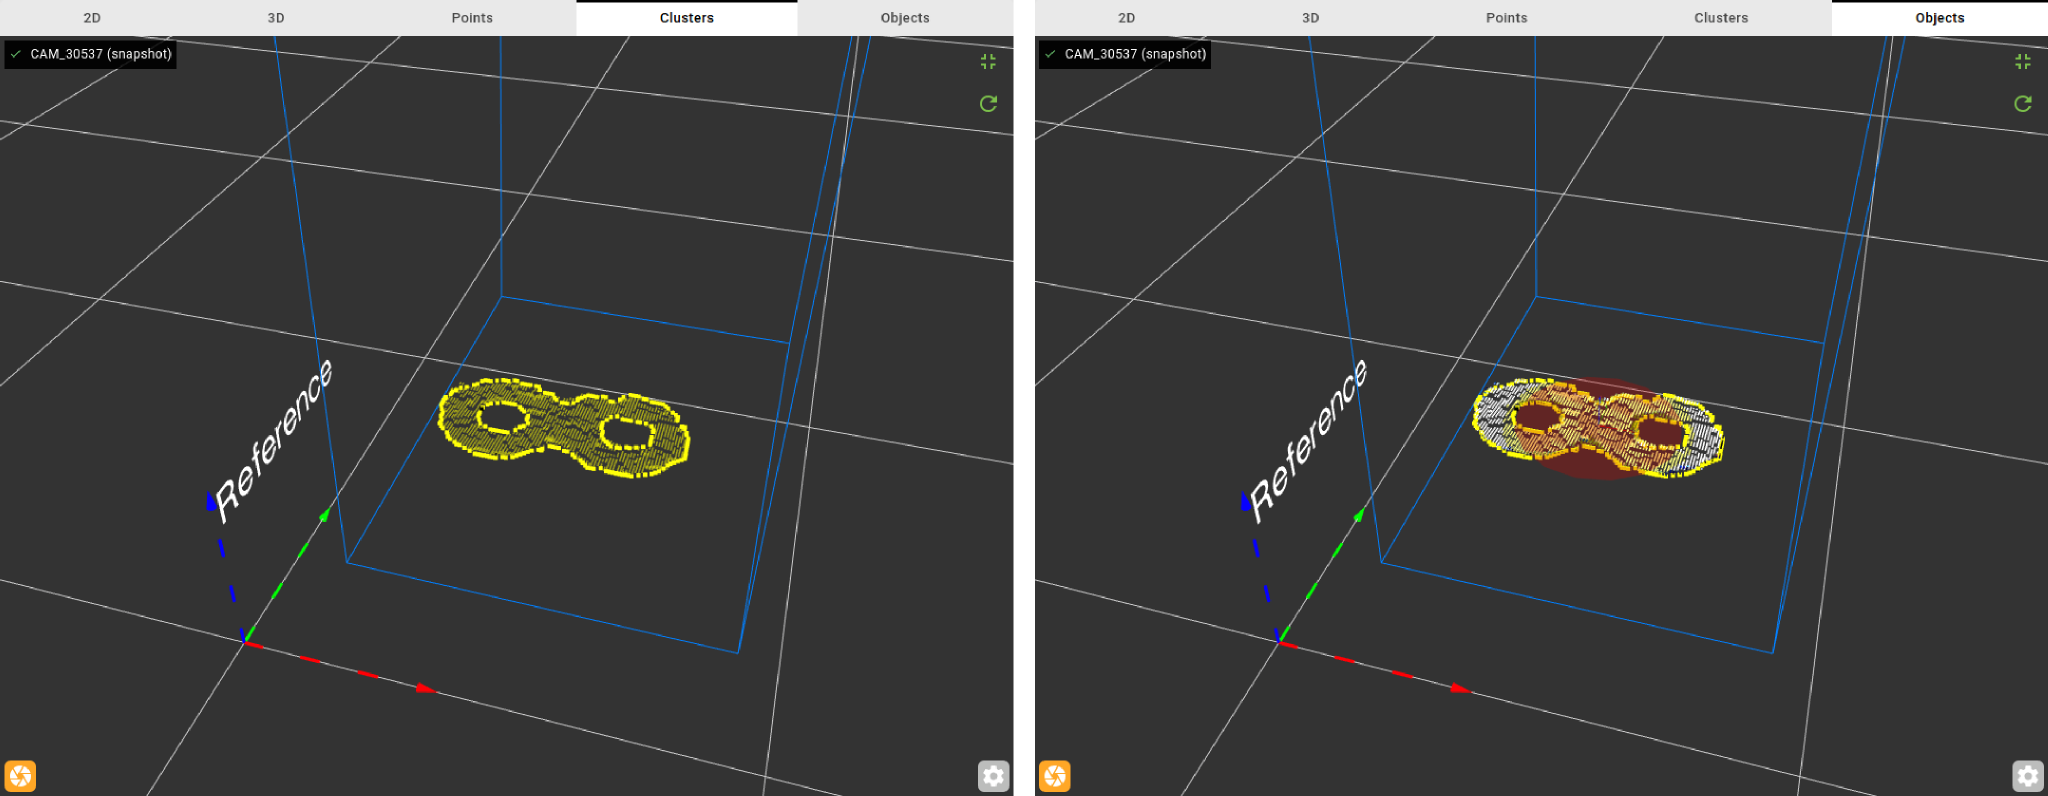 2D 3D Points Clusters Objects
CAM_30537 (snapshot)
Reference
2D 3D Points Clusters Objects
CAM_30537 (snapshot)
Reference